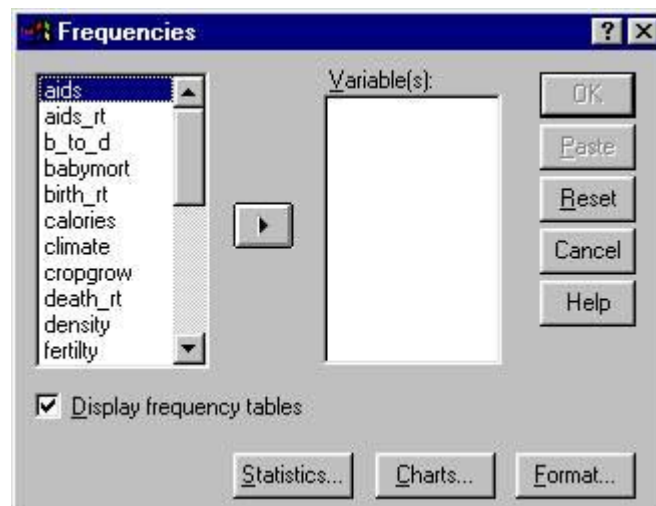 Frequencies
aids
aids_rt
b_to_d
babymort
birth_rt
calories
climate
cropgrow
death_rt
density
fertilty
Variable(s):
OK
Paste
Reset
Cancel
Help
Display frequency tables
Statistics...
Charts...
Format...